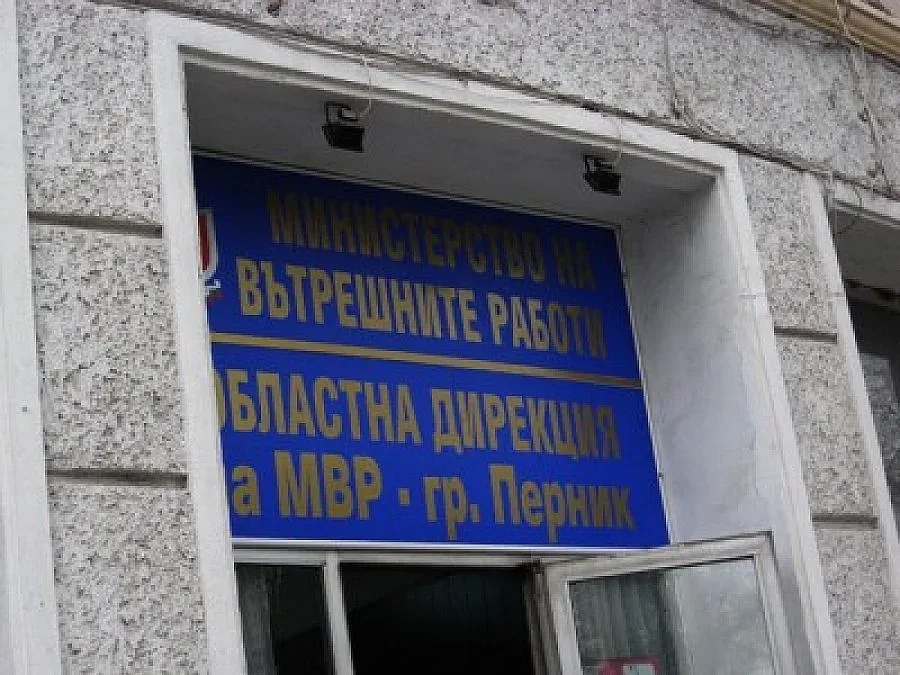 МИНИСТЕРСТВО НА
ВЪТРЕШНИТЕ РАБОТИ
ОБЛАСТНА ДИРЕКЦИЯ
а МВР - гр. Перник